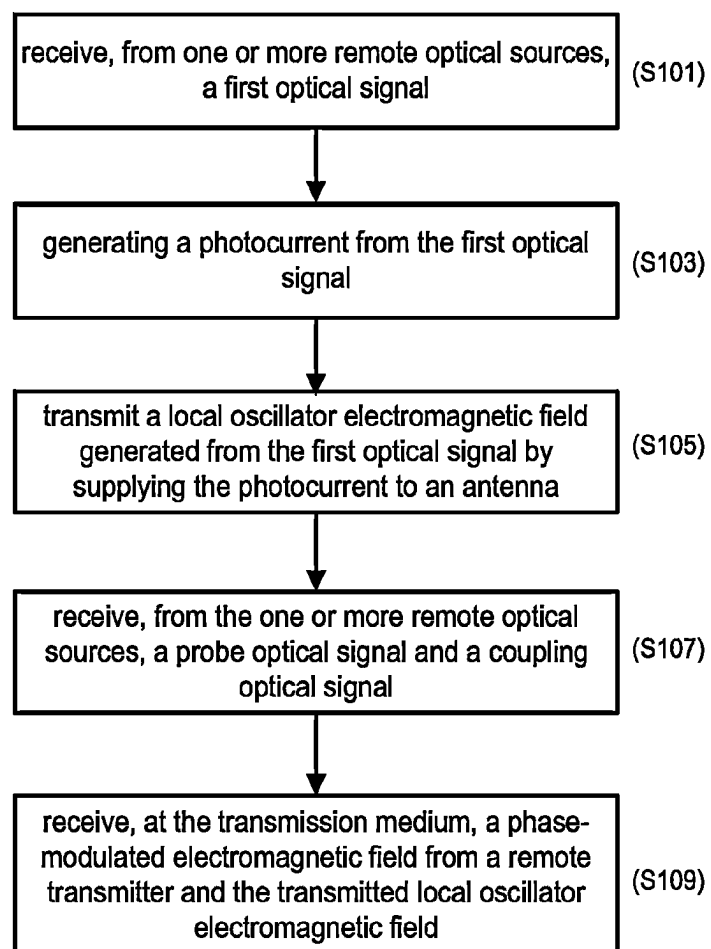 receive, from one or more remote optical sources,
a first optical signal
(S101)
generating a photocurrent from the first optical
signal
(S103)
transmit a local oscillator electromagnetic field
generated from the first optical signal by
supplying the photocurrent to an antenna
(S105)
receive, from the one or more remote optical
sources, a probe optical signal and a coupling
optical signal
(S107)
receive, at the transmission medium, a phase-
modulated electromagnetic field from a remote
transmitter and the transmitted local oscillator
electromagnetic field
(S109)